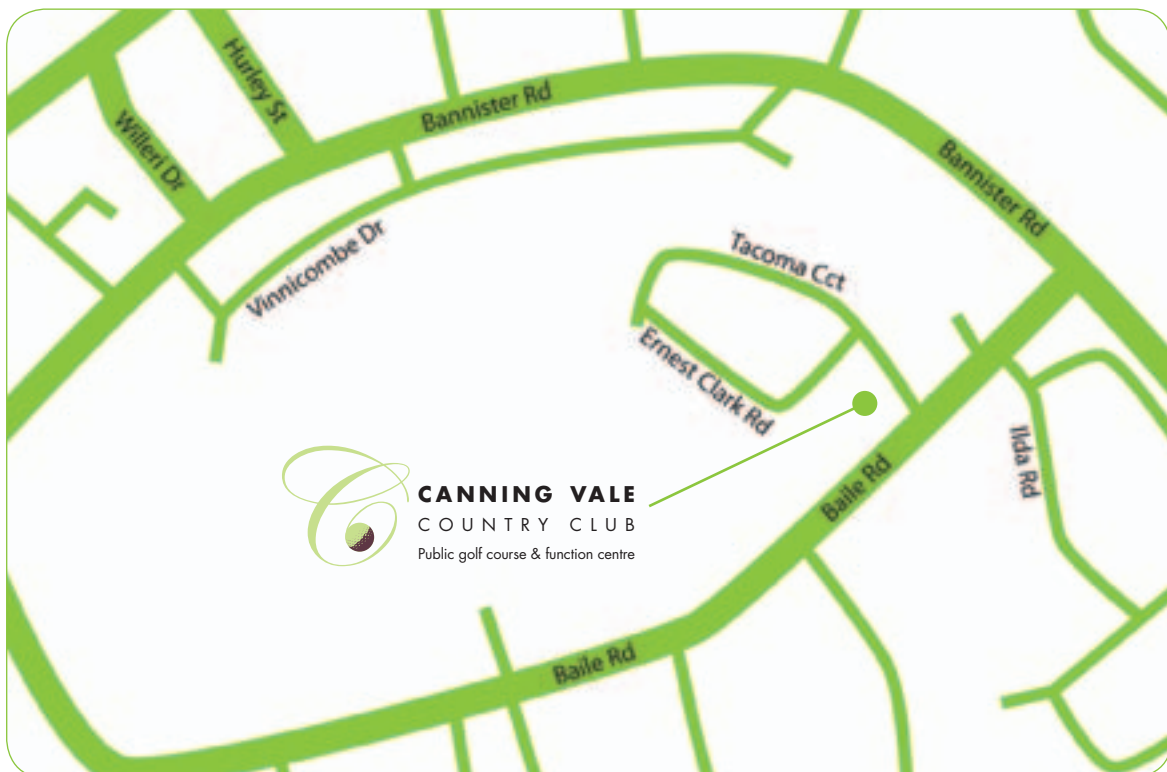 Hurley St
Bannister Rd
Willeri Dr
Bannister Rd
Vinnicombe Dr
Tacoma Cct
Ernest Clark Rd
Ilda Rd
Baile Rd
CANNING VALE
COUNTRY CLUB
Public golf course & function centre
Baile Rd